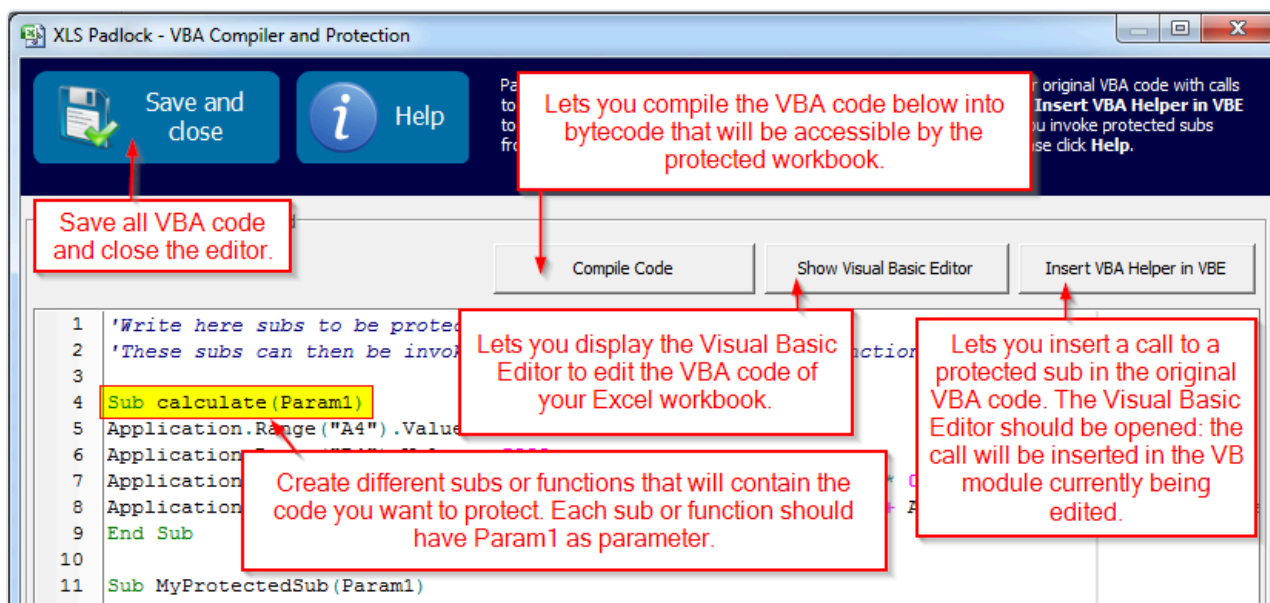 XLS Padlock - VBA Compiler and Protection
Save and
close
Help
Pa
r original VBA code with calls
to
Insert VBA Helper in VBE
to
ou invoke protected subs
fr
se click Help.
Lets you compile the VBA code below into
bytecode that will be accessible by the
protected workbook.
Save all VBA code
and close the editor.
Compile Code
Show Visual Basic Editor
Insert VBA Helper in VBE
1 'Write here subs to be protec
2 'These subs can then be invok
nction
3
4 Sub calculate(Param1)
5 Application.Range("A4").Value
6 Application.
7 Application
8 Application
9 End Sub
10
11 Sub MyProtectedSub(Param1)
Lets you display the Visual Basic
Editor to edit the VBA code of
your Excel workbook.
Lets you insert a call to a
protected sub in the original
VBA code. The Visual Basic
Editor should be opened: the
call will be inserted in the VB
module currently being
edited.
Create different subs or functions that will contain the
code you want to protect. Each sub or function should
have Param1 as parameter.